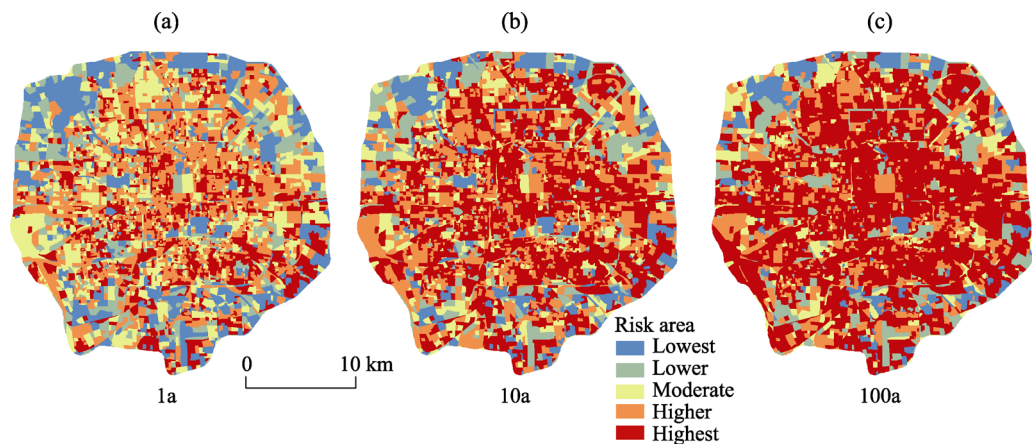 (a)
(b)
(c)
Risk area
Lowest
Lower
Moderate
Higher
Highest
0
10 km
1a
10a
100a